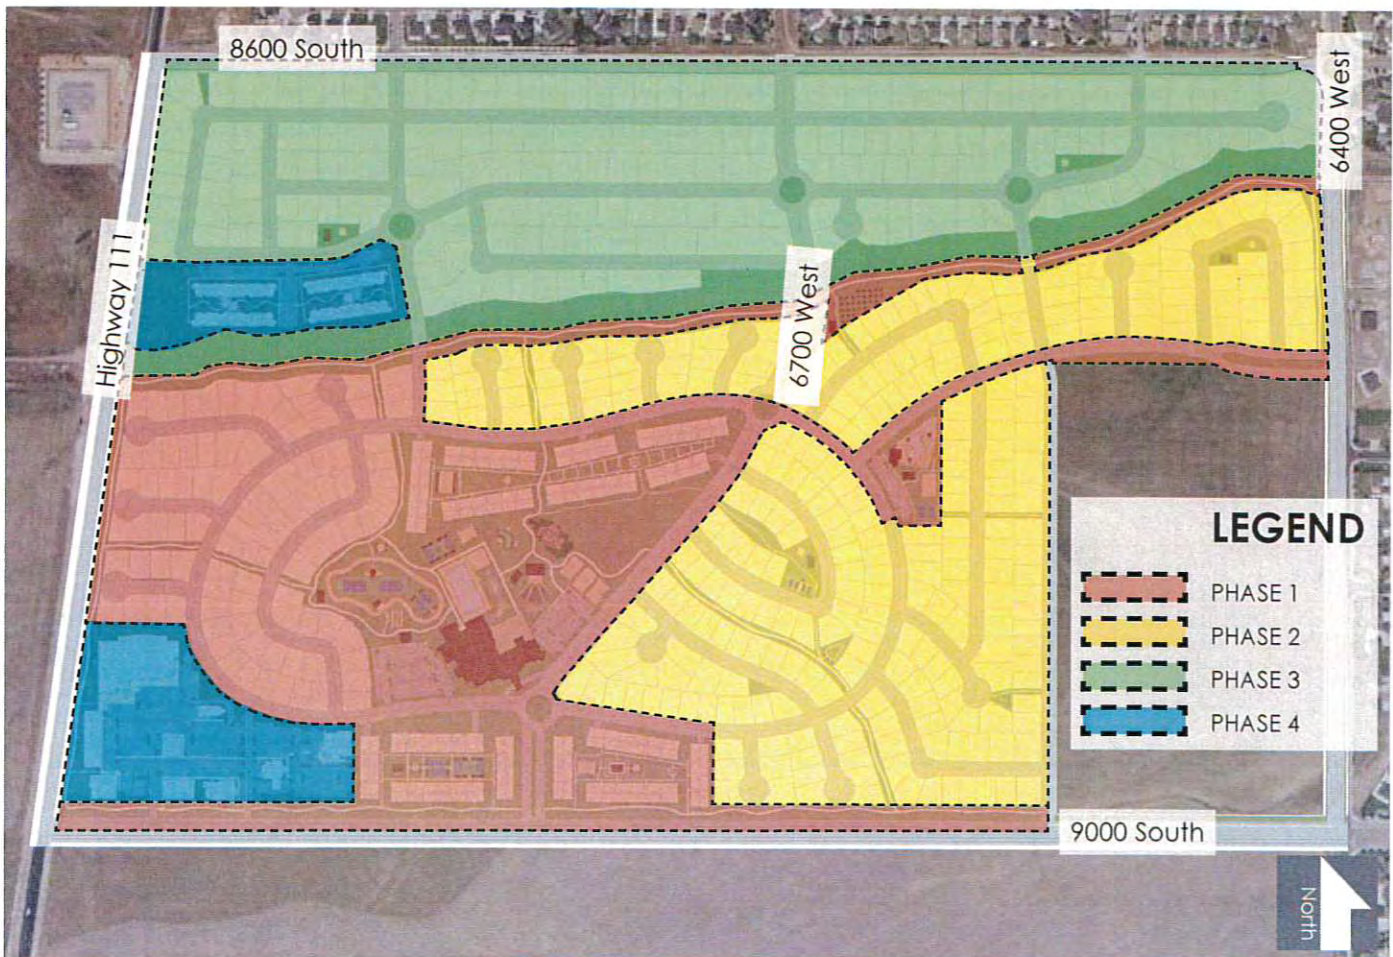 8600 South
6400 West
Highway 111
6700 West
LEGEND
PHASE 1
PHASE 2
PHASE 3
PHASE 4
9000 South
North